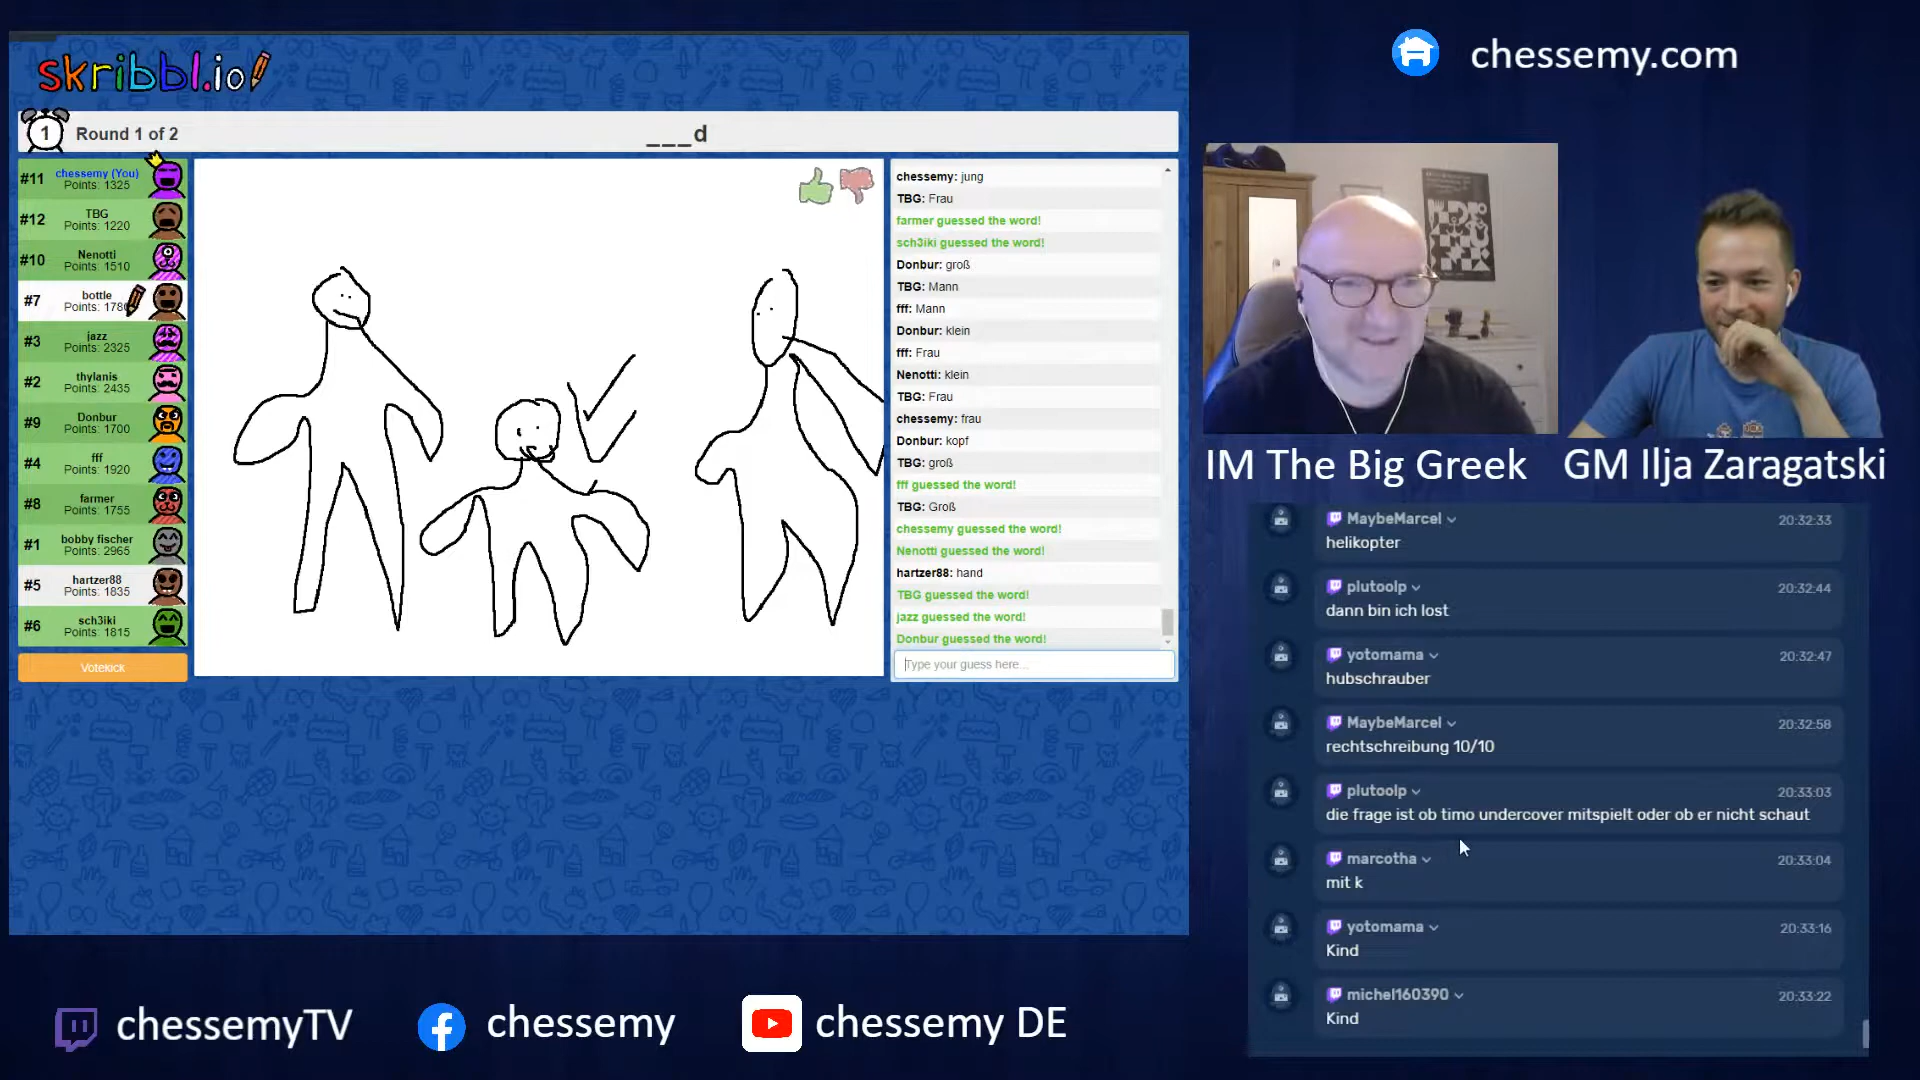 skribbl.io
1
Round 1 of 2
___d
#11
chessemy (You)
Points: 1325
#12
TBG
Points: 1220
#10
Nenotti
Points: 1510
#7
bottle
#3
jazz
Points: 2325
#2
thylanis
Points: 2435
#9
Donbur
Points: 1700
#4
fff
Points: 1920
#8
farmer
Points: 1755
#1
bobby fischer
Points: 2965
#5
hartzer88
Points: 1835
#6
sch3iki
Points: 1815
Votekick
chessemy: jung
TBG: Frau
farmer guessed the word!
sch3iki guessed the word!
Donbur: groß
TBG: Mann
fff: Mann
Donbur: klein
fff: Frau
Nenotti: klein
TBG: Frau
chessemy: frau
Donbur: kopf
TBG: groß
fff guessed the word!
TBG: Groß
chessemy guessed the word!
Nenotti guessed the word!
hartzer88: hand
TBG guessed the word!
jazz guessed the word!
Donbur guessed the word!
Type your guess here...
chessemy.com
IM The Big Greek
GM Ilja Zaragatski
MaybeMarcel 20:32:33
helikopter
plutoolp 20:32:44
dann bin ich lost
yotomama 20:32:47
hubschrauber
MaybeMarcel 20:32:58
rechtschreibung 10/10
plutoolp 20:33:03
die frage ist ob timo undercover mitspielt oder ob er nicht schaut
marcotha 20:33:04
mit k
yotomama 20:33:16
Kind
michel160390 20:33:22
Kind
chessemyTV
chessemy
chessemy DE